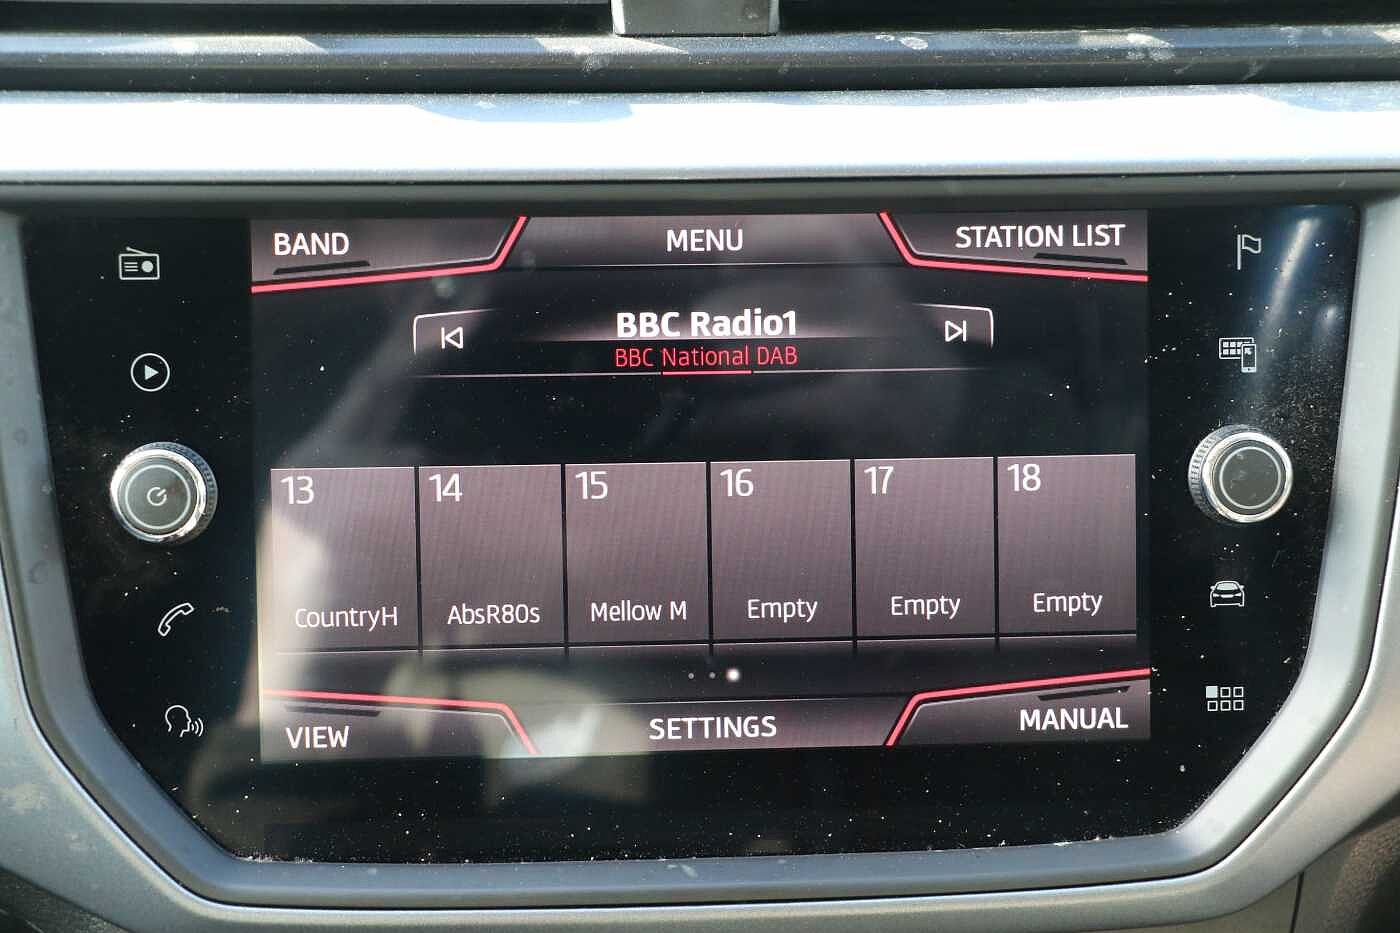 BAND MENU STATION LIST
BBC Radio1
BBC National DAB
13 14 15 16 17 18
CountryH AbsR80s Mellow M Empty Empty Empty
VIEW SETTINGS MANUAL